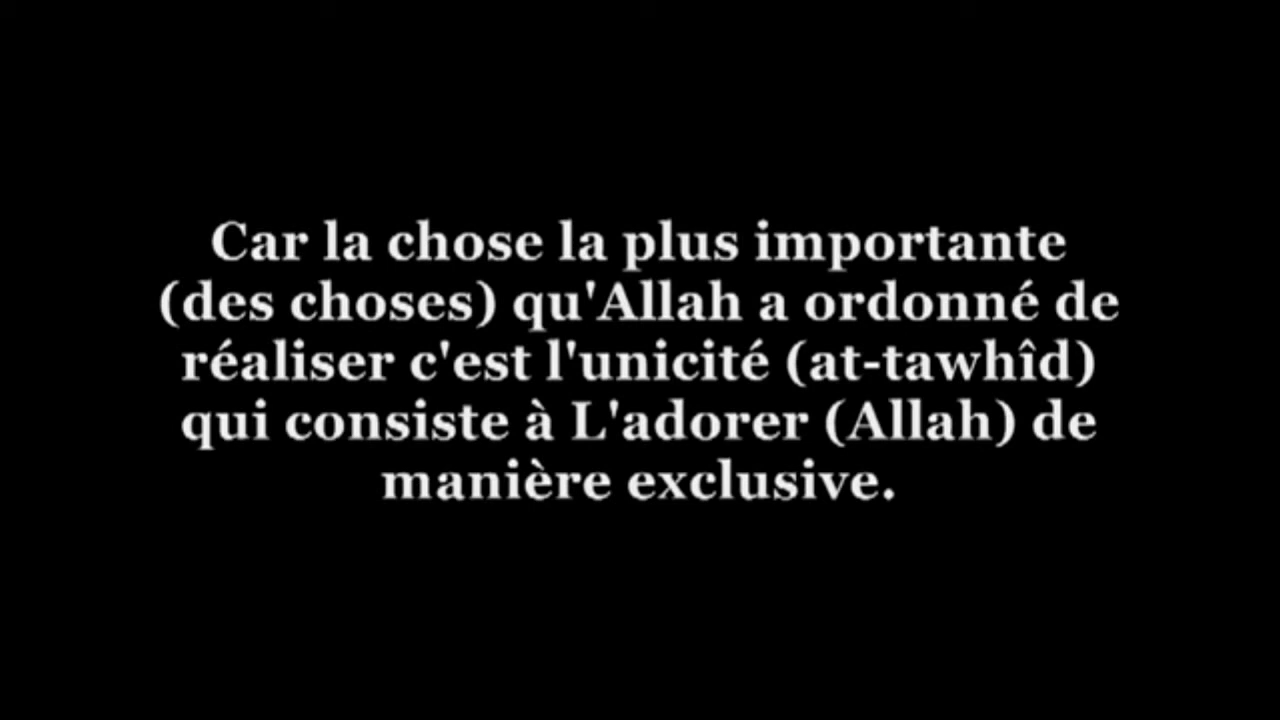 Car la chose la plus importante
(des choses) qu'Allah a ordonné de
réaliser c'est l'unicité (at-tawhîd)
qui consiste à L'adorer (Allah) de
manière exclusive.